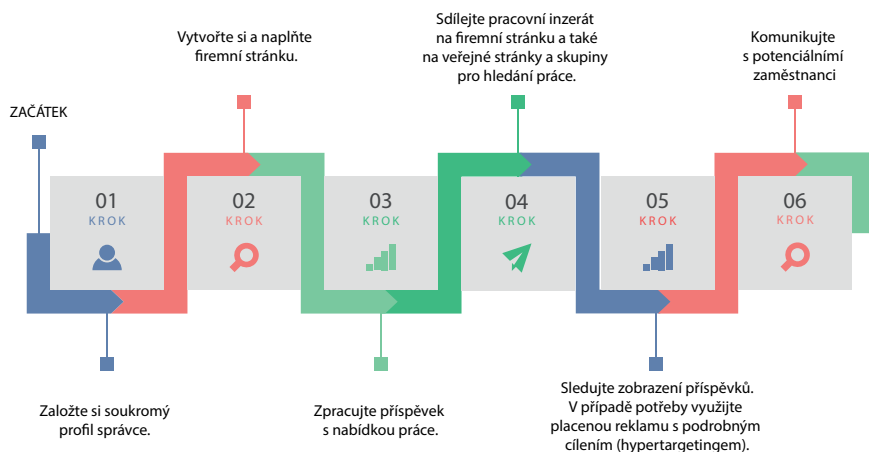 ZAČÁTEK
01
KROK
Založte si soukromý
profil správce.
Vytvořte si a naplňte
firemní stránku.
02
KROK
03
KROK
Zpracujte příspěvek
s nabídkou práce.
Sdílejte pracovní inzerát
na firemní stránku a také
na veřejné stránky a skupiny
pro hledání práce.
04
KROK
05
KROK
Sledujte zobrazení příspěvků.
V případě potřeby využijte
placenou reklamu s podrobným
cílením (hypertargetingem).
Komunikujte
s potenciálními
zaměstnanci
06
KROK